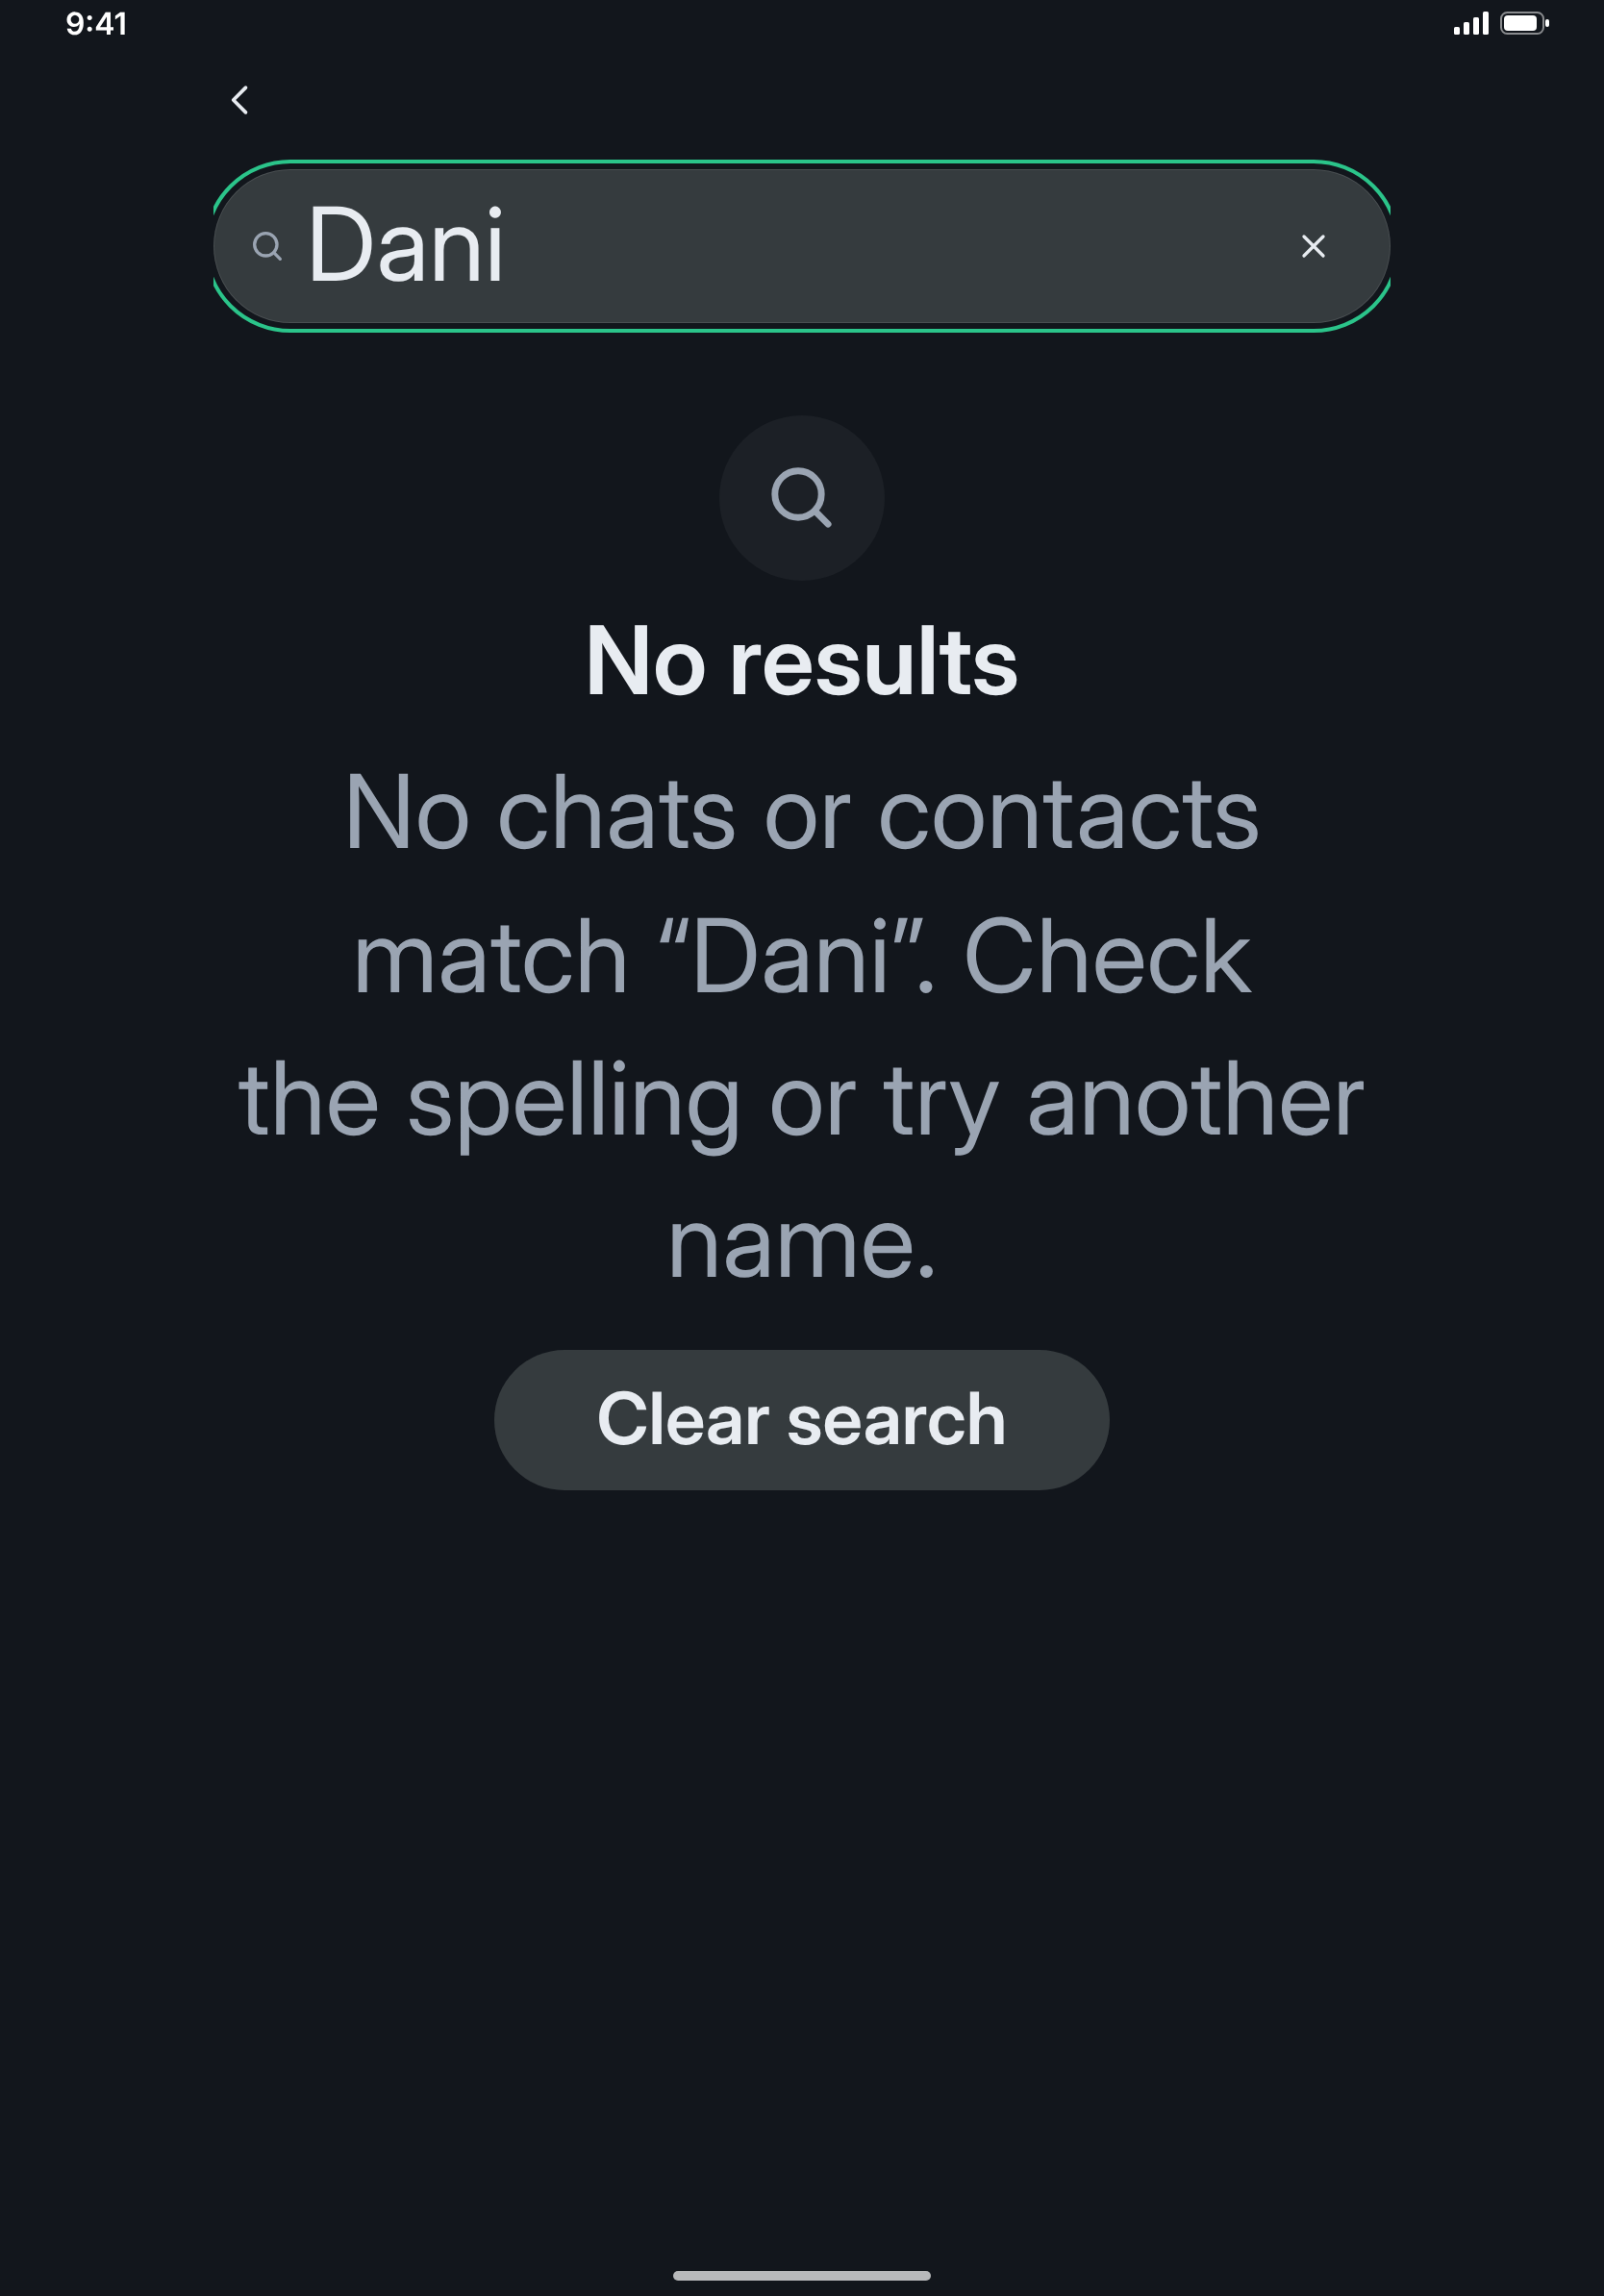 9:41
Dani
No results
No chats or contacts
match “Dani”. Check
the spelling or try another
name.
Clear search